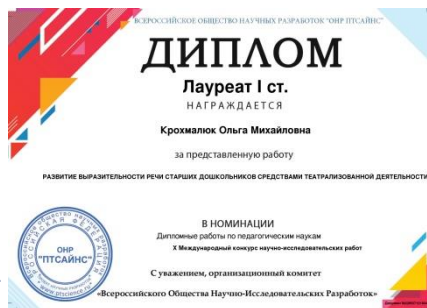 ВСЕРОССИЙСКОЕ ОБЩЕСТВО НАУЧНЫХ РАЗРАБОТОК "ОНР ПТСАЙНС"
ДИПЛОМ
Лауреат I ст.
НАГРАЖДАЕТСЯ
Крохмалюк Ольга Михайловна
за представленную работу
РАЗВИТИЕ ВЫРАЗИТЕЛЬНОСТИ РЕЧИ СТАРШИХ ДОШКОЛЬНИКОВ СРЕДСТВАМИ ТЕАТРАЛИЗОВАННОЙ ДЕЯТЕЛЬНОСТИ
В НОМИНАЦИИ
Дипломные работы по педагогическим наукам
X Международный конкурс научно-исследовательских работ
С уважением, организационный комитет
«Всероссийского Общества Научно-Исследовательских Разработок»
РОССИЙСКАЯ ФЕДЕРАЦИЯ
ОНР
"ПТСАЙНС"